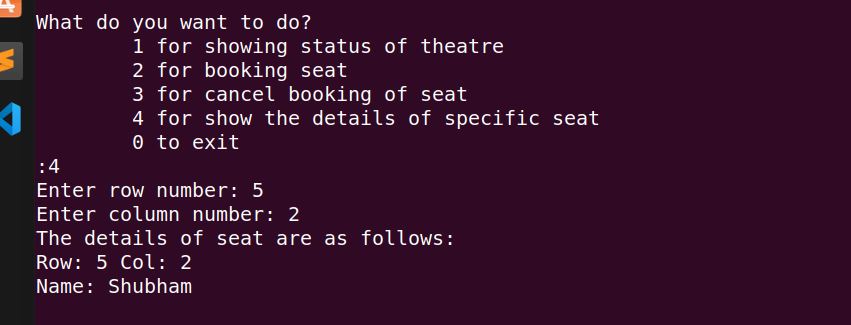 What do you want to do?
1 for showing status of theatre
2 for booking seat
3 for cancel booking of seat
4 for show the details of specific seat
0 to exit
:4
Enter row number: 5
Enter column number: 2
The details of seat are as follows:
Row: 5 Col: 2
Name: Shubham